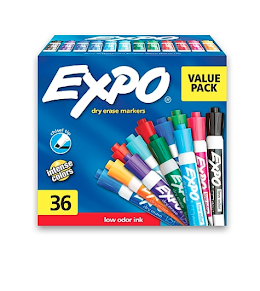 EXPO®
VALUE
PACK
dry erase markers
chisel tip
Intense
Colors
36
low odor ink
EXPO
EXPO